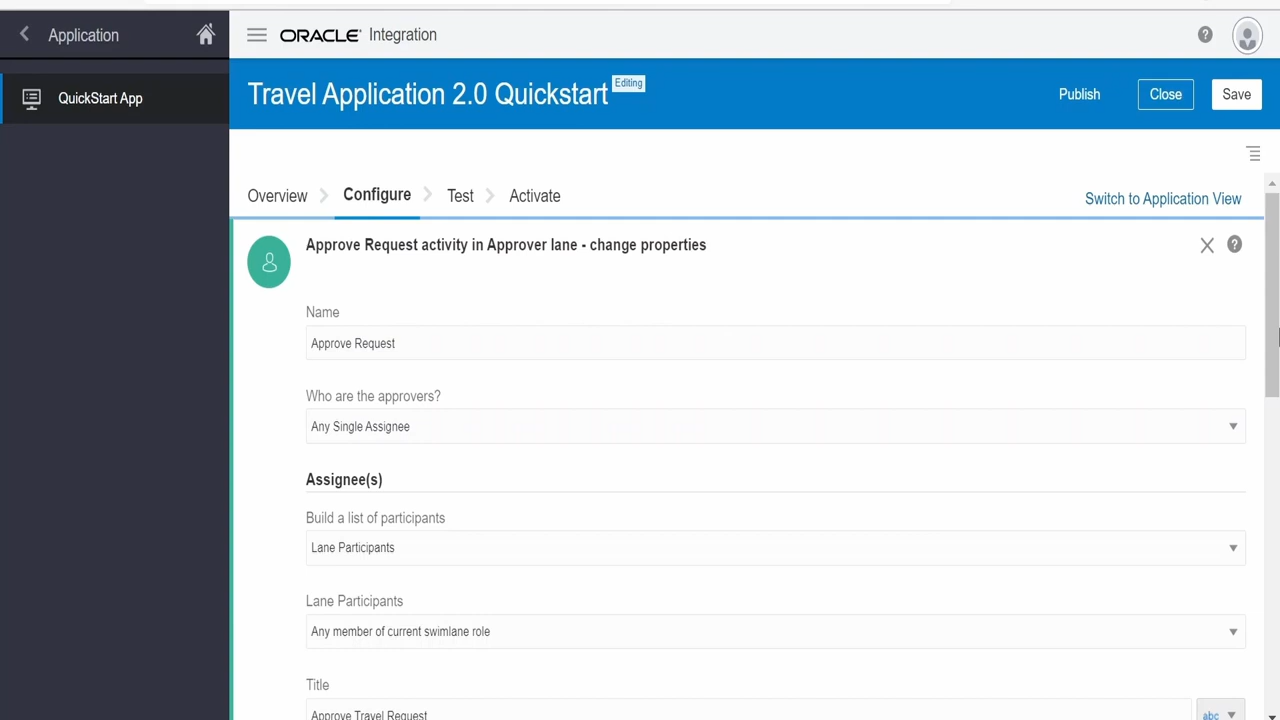 Application
ORACLE Integration
QuickStart App
Travel Application 2.0 Quickstart Editing
Publish
Close
Save
Overview
Configure
Test
Activate
Switch to Application View
Approve Request activity in Approver lane - change properties
Name
Approve Request
Who are the approvers?
Any Single Assignee
Assignee(s)
Build a list of participants
Lane Participants
Lane Participants
Any member of current swimlane role
Title
Approve Travel Request
abc